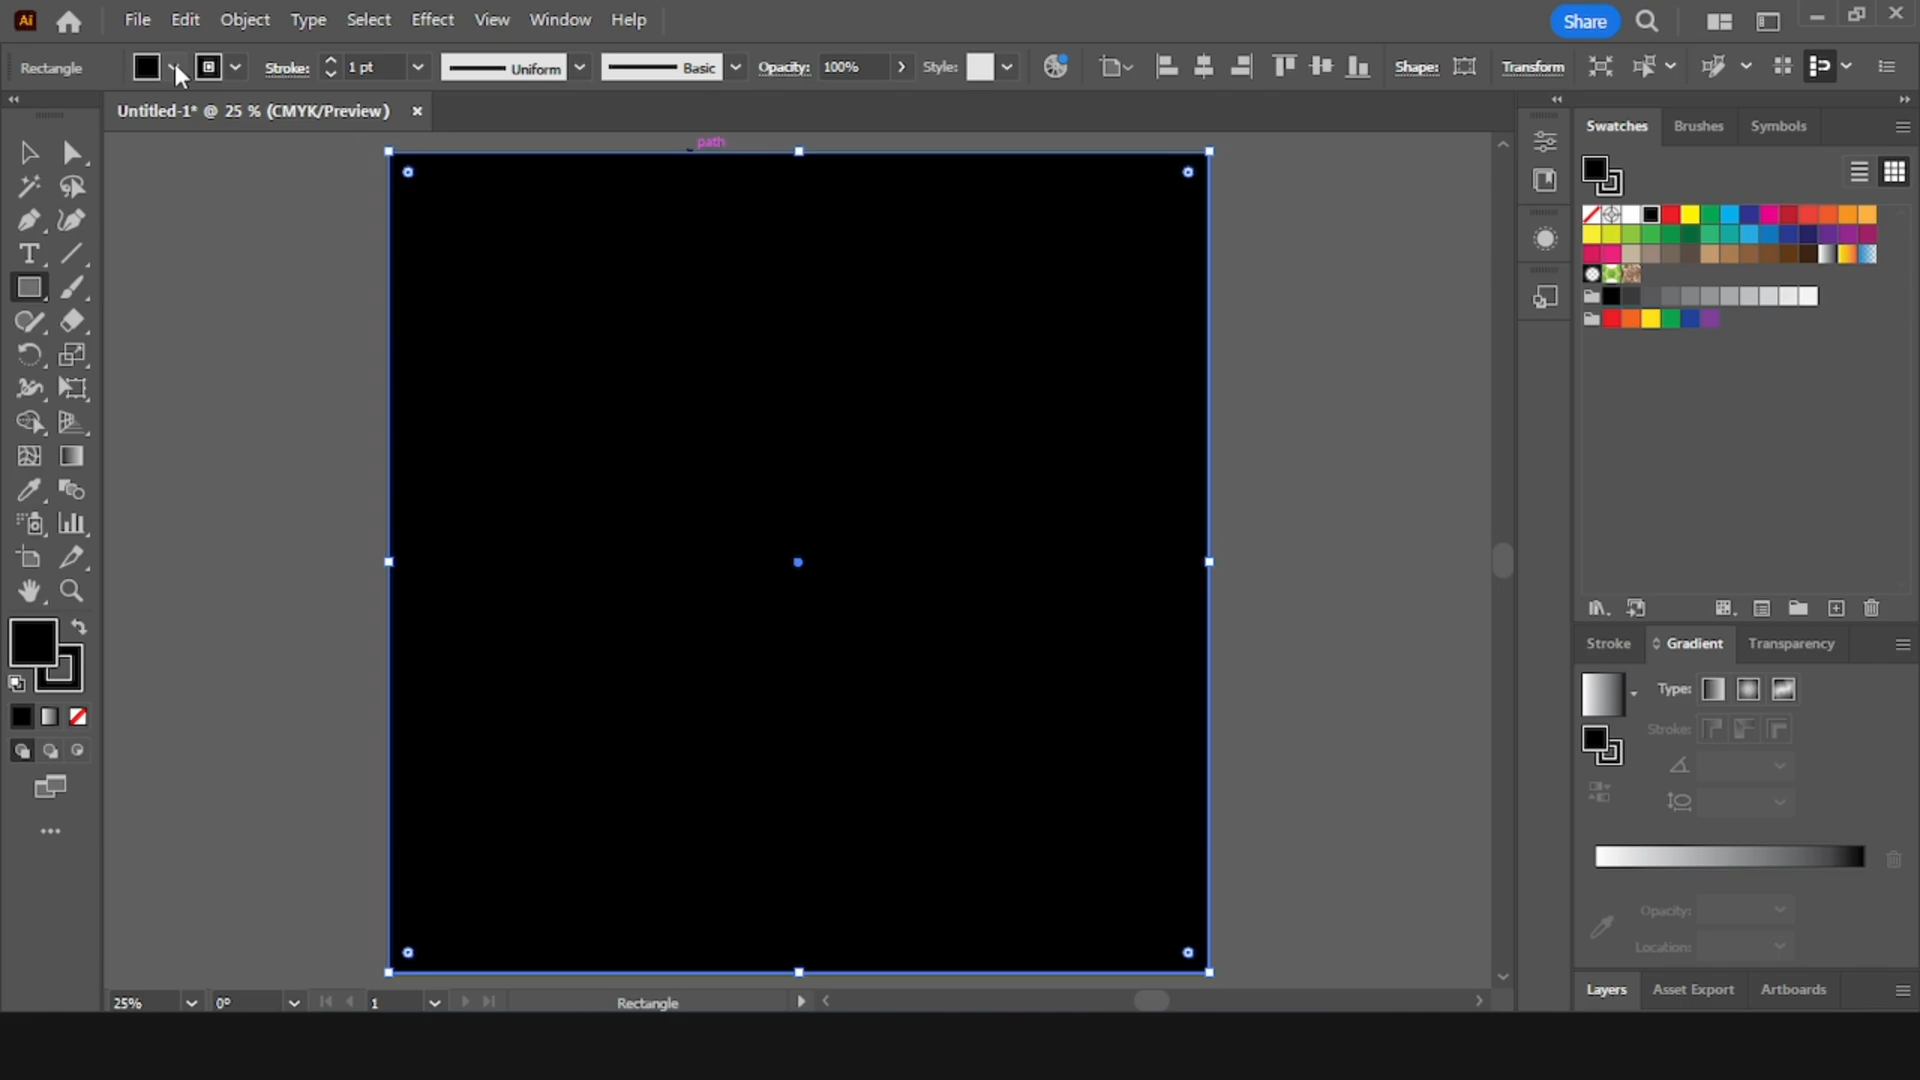 Ai File Edit Object Type Select Effect View Window Help Share
Rectangle Stroke: 1 pt Uniform Basic Opacity: 100% Style: Shape: Transform
Untitled-1* @ 25 % (CMYK/Preview)
path
Swatches Brushes Symbols
Stroke Gradient Transparency
Type:
Stroke:
Opacity:
Location:
Layers Asset Export Artboards
25% 0° 1 Rectangle